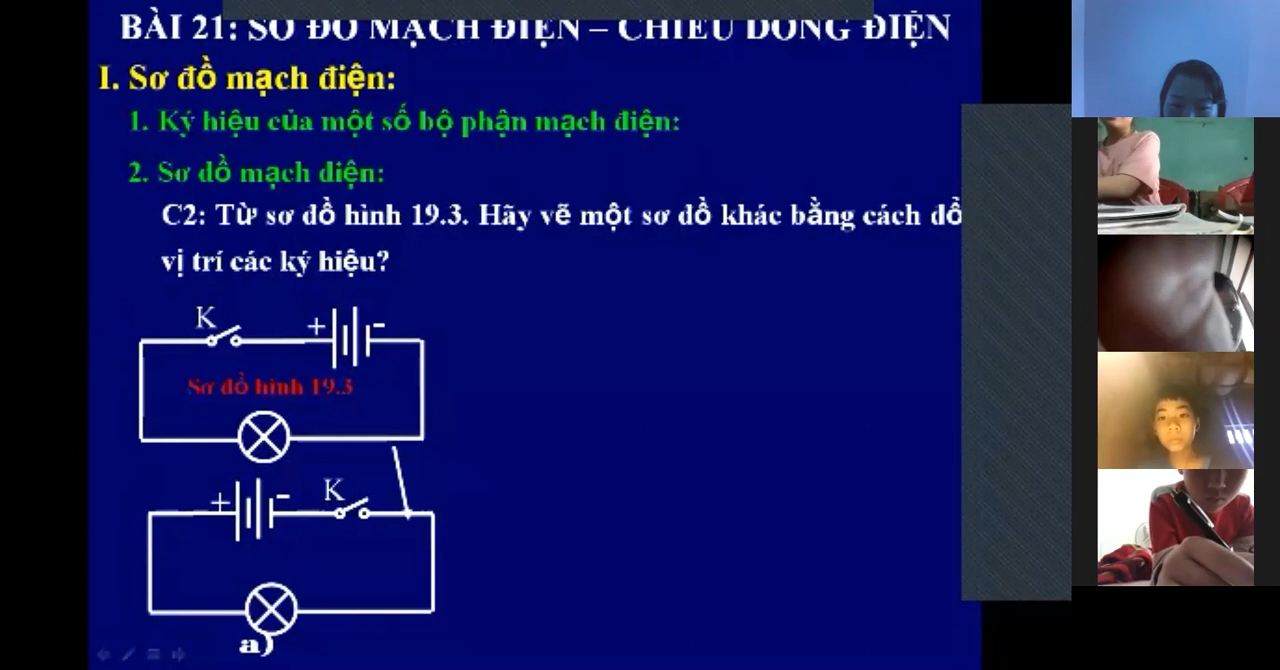 BÀI 21: SƠ ĐỒ MẠCH ĐIỆN – CHIỀU DÒNG ĐIỆN
I. Sơ đồ mạch điện:
1. Ký hiệu của một số bộ phận mạch điện:
2. Sơ đồ mạch điện:
C2: Từ sơ đồ hình 19.3. Hãy vẽ một sơ đồ khác bằng cách đổ
vị trí các ký hiệu?
K
+ -
Sơ đồ hình 19.3
+ - K
a)